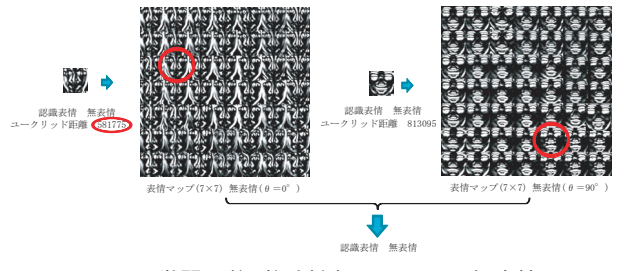 認識表情 無表情
ユークリッド距離 581775
表情マップ(7×7) 無表情(θ=0°)
認識表情 無表情
ユークリッド距離 813095
表情マップ(7×7) 無表情(θ=90°)
認識表情 無表情